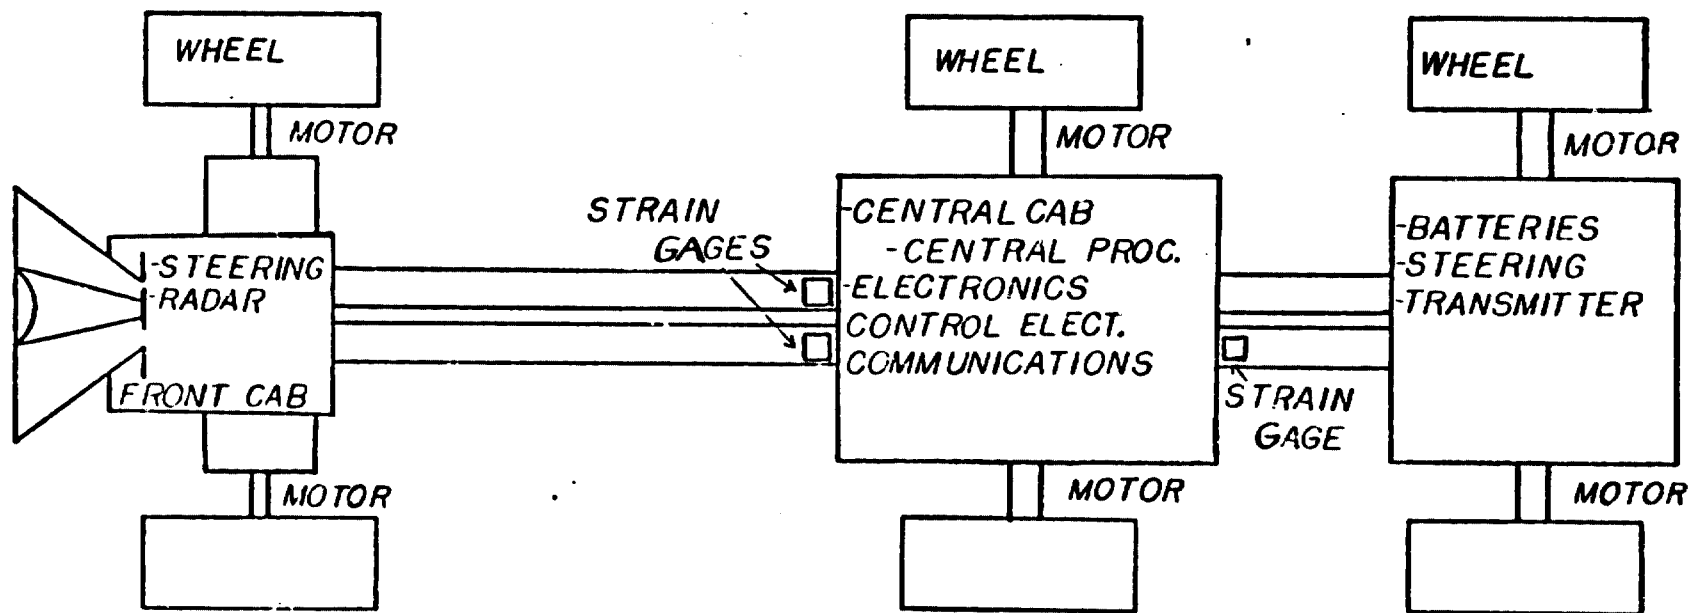 WHEEL
WHEEL
WHEEL
MOTOR
MOTOR
MOTOR
STRAIN
GAGES
-STEERING
-RADAR
FRONT CAB
-CENTRAL CAB
-CENTRAL PROC.
-ELECTRONICS
CONTROL ELECT.
COMMUNICATIONS
-BATTERIES
-STEERING
-TRANSMITTER
STRAIN
GAGE
MOTOR
MOTOR
MOTOR